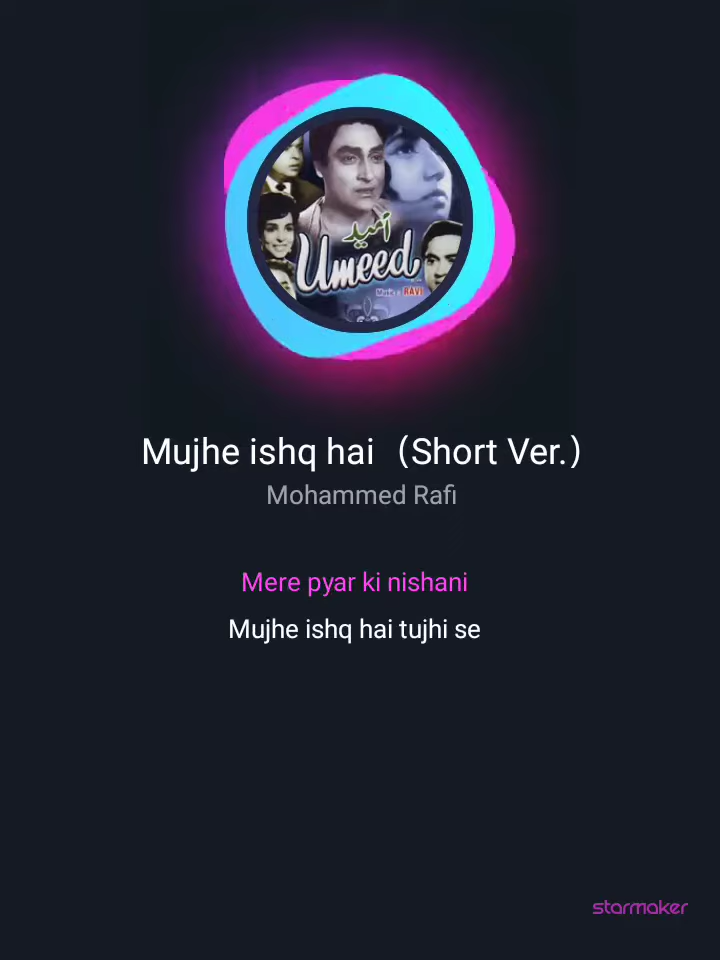 امید
Umeed
Music - RAVI
Mujhe ishq hai（Short Ver.）
Mohammed Rafi
Mere pyar ki nishani
Mujhe ishq hai tujhi se
starmaker